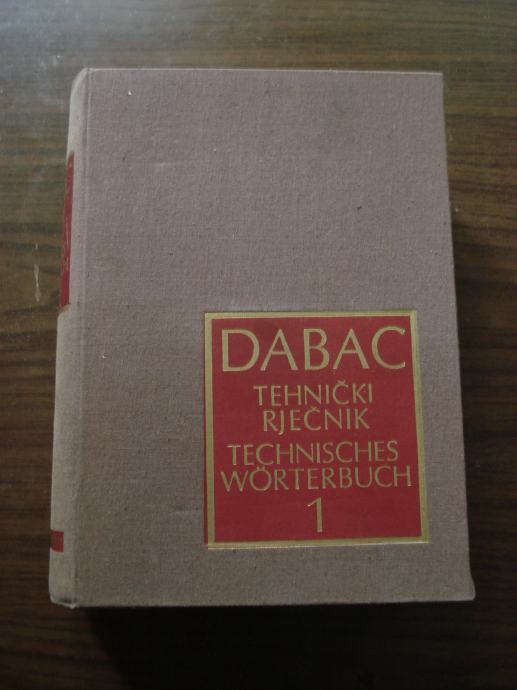 DABAC
TEHNIČKI
RJEČNIK
TECHNISCHES
WÖRTERBUCH
1